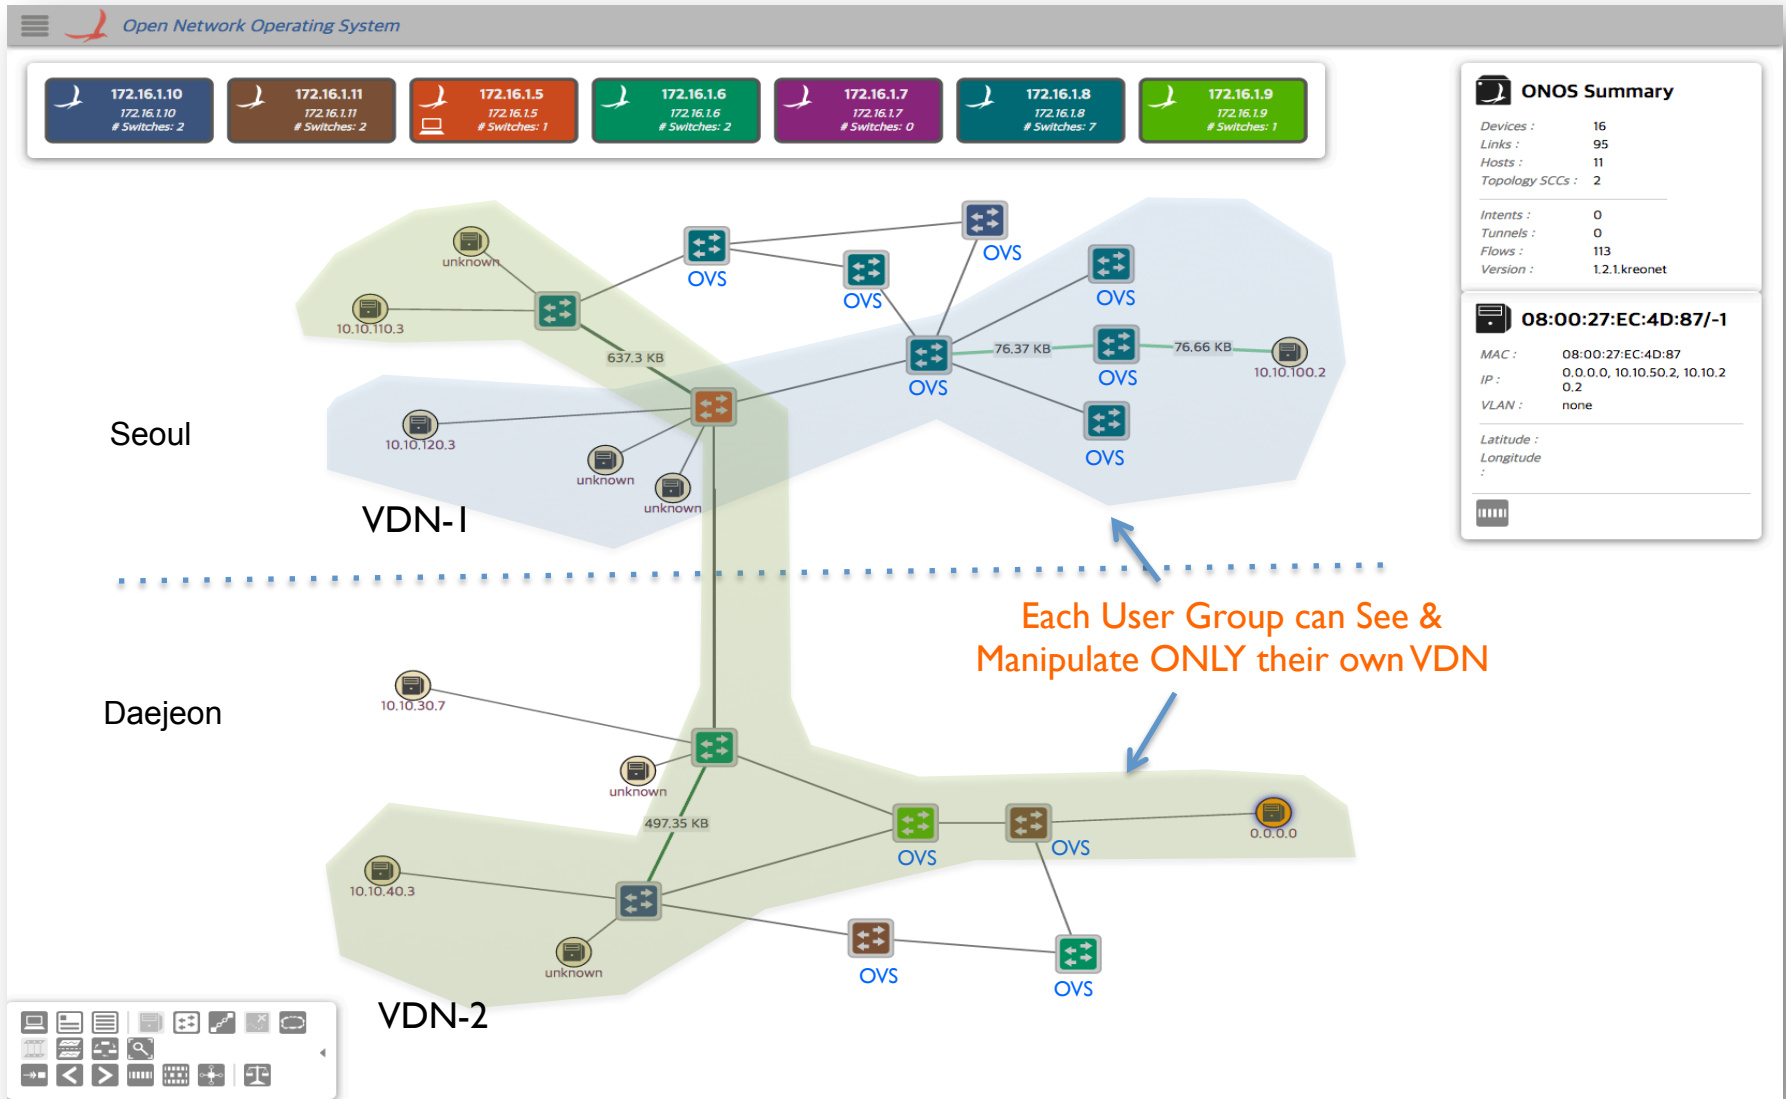 Open Network Operating System
172.16.1.10
172.16.1.10
# Switches: 2
172.16.1.11
172.16.1.11
# Switches: 2
172.16.1.5
172.16.1.5
# Switches: 1
172.16.1.6
172.16.1.6
# Switches: 2
172.16.1.7
172.16.1.7
# Switches: 0
172.16.1.8
172.16.1.8
# Switches: 7
172.16.1.9
172.16.1.9
# Switches: 1
ONOS Summary
Devices : 16
Links : 95
Hosts : 11
Topology SCCs : 2
Intents : 0
Tunnels : 0
Flows : 113
Version : 1.2.1.kreonet
08:00:27:EC:4D:87/-1
MAC : 08:00:27:EC:4D:87
IP : 0.0.0.0, 10.10.50.2, 10.10.2
0.2
VLAN : none
Latitude :
Longitude
:
unknown
OVS
OVS
OVS
OVS
10.10.110.3
637.3 KB
76.37 KB
76.66 KB
10.10.100.2
OVS
OVS
Seoul
10.10.120.3
OVS
unknown
unknown
VDN-1
Each User Group can See &
Manipulate ONLY their own VDN
Daejeon
10.10.30.7
unknown
497.35 KB
0.0.0.0
OVS
OVS
10.10.40.3
unknown
OVS
OVS
VDN-2